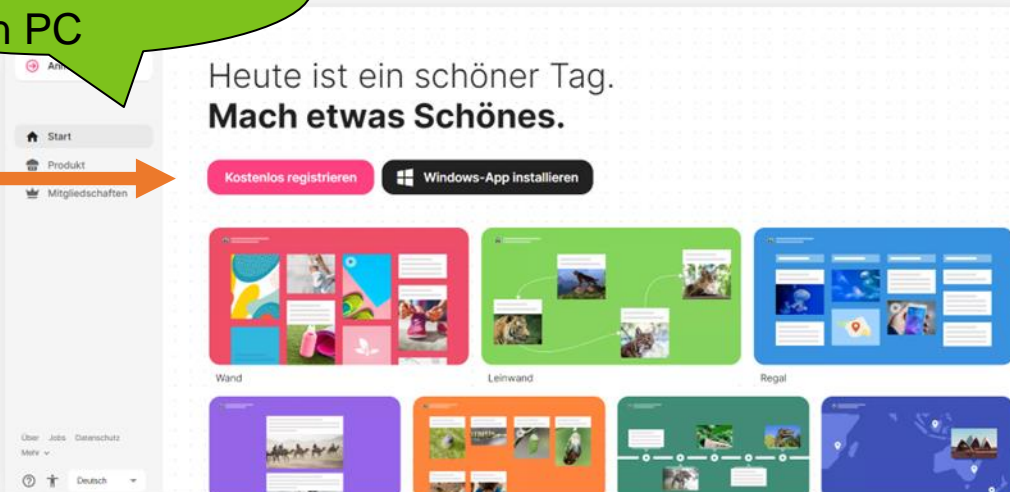 n PC
Start
Produkt
Mitgliedschaften
Heute ist ein schöner Tag.
Mach etwas Schönes.
Kostenlos registrieren
Windows-App installieren
Wand
Leinwand
Regal
Über Jobs Datenschutz
Mehr
Deutsch